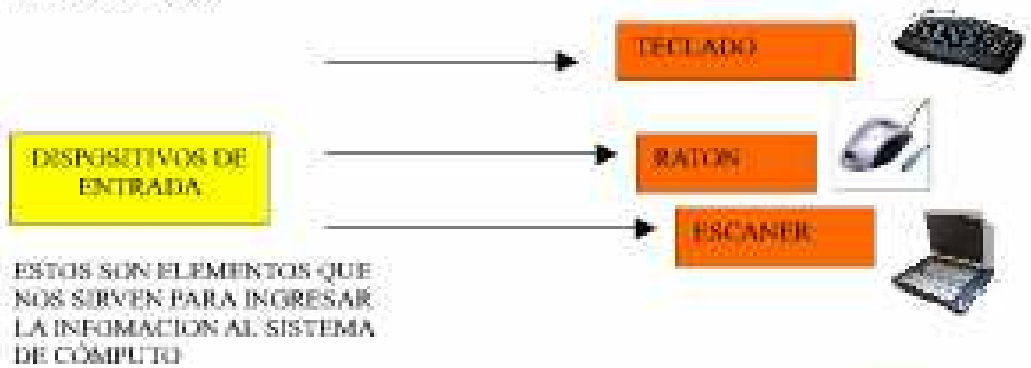 TECLADO
DISPOSITIVOS DE
ENTRADA
RATON
ESCANER
ESTOS SON ELEMENTOS QUE
NOS SIRVEN PARA INGRESAR
LA INFOMACION AL SISTEMA
DE CÓMPUTO